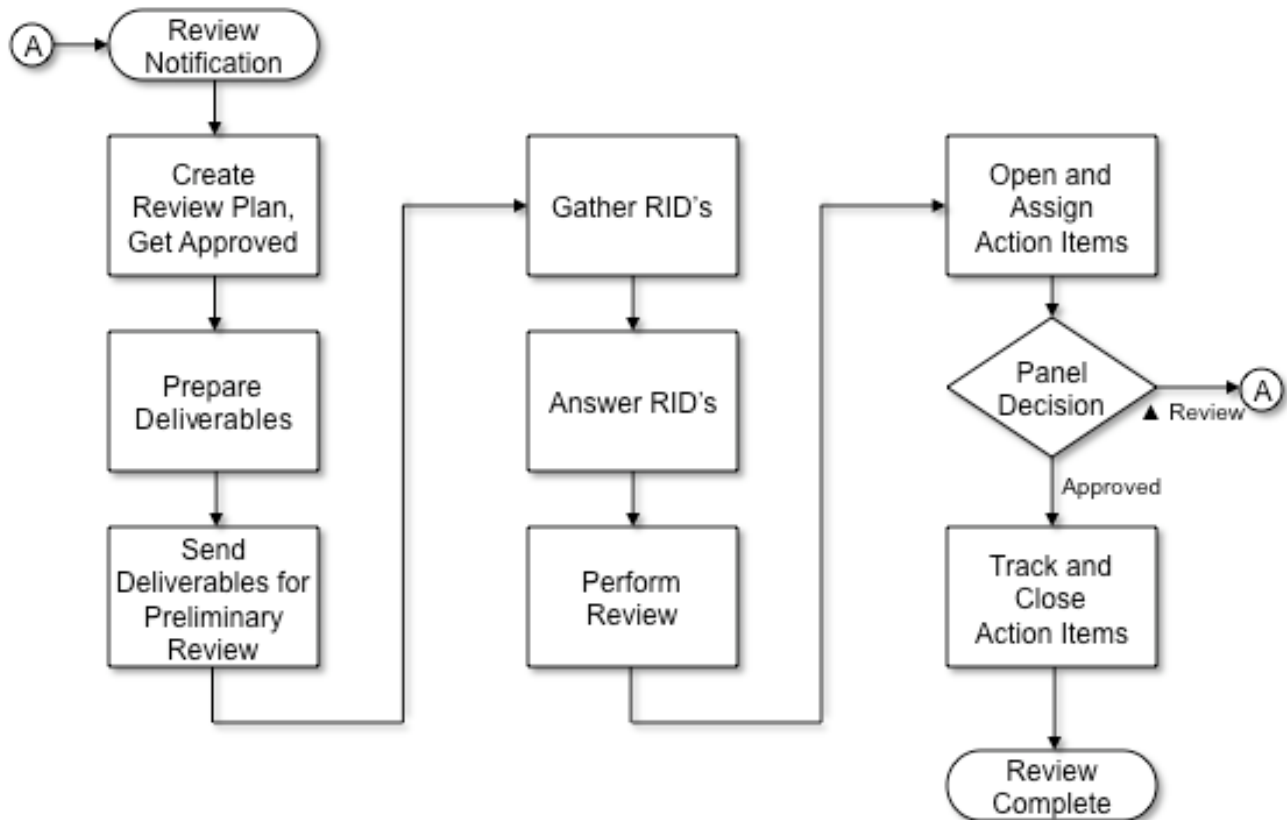 A
Review
Notification
Create
Review Plan,
Get Approved
Prepare
Deliverables
Send
Deliverables for
Preliminary
Review
Gather RID's
Answer RID's
Perform
Review
Open and
Assign
Action Items
Panel
Decision
▲ Review
A
Approved
Track and
Close
Action Items
Review
Complete